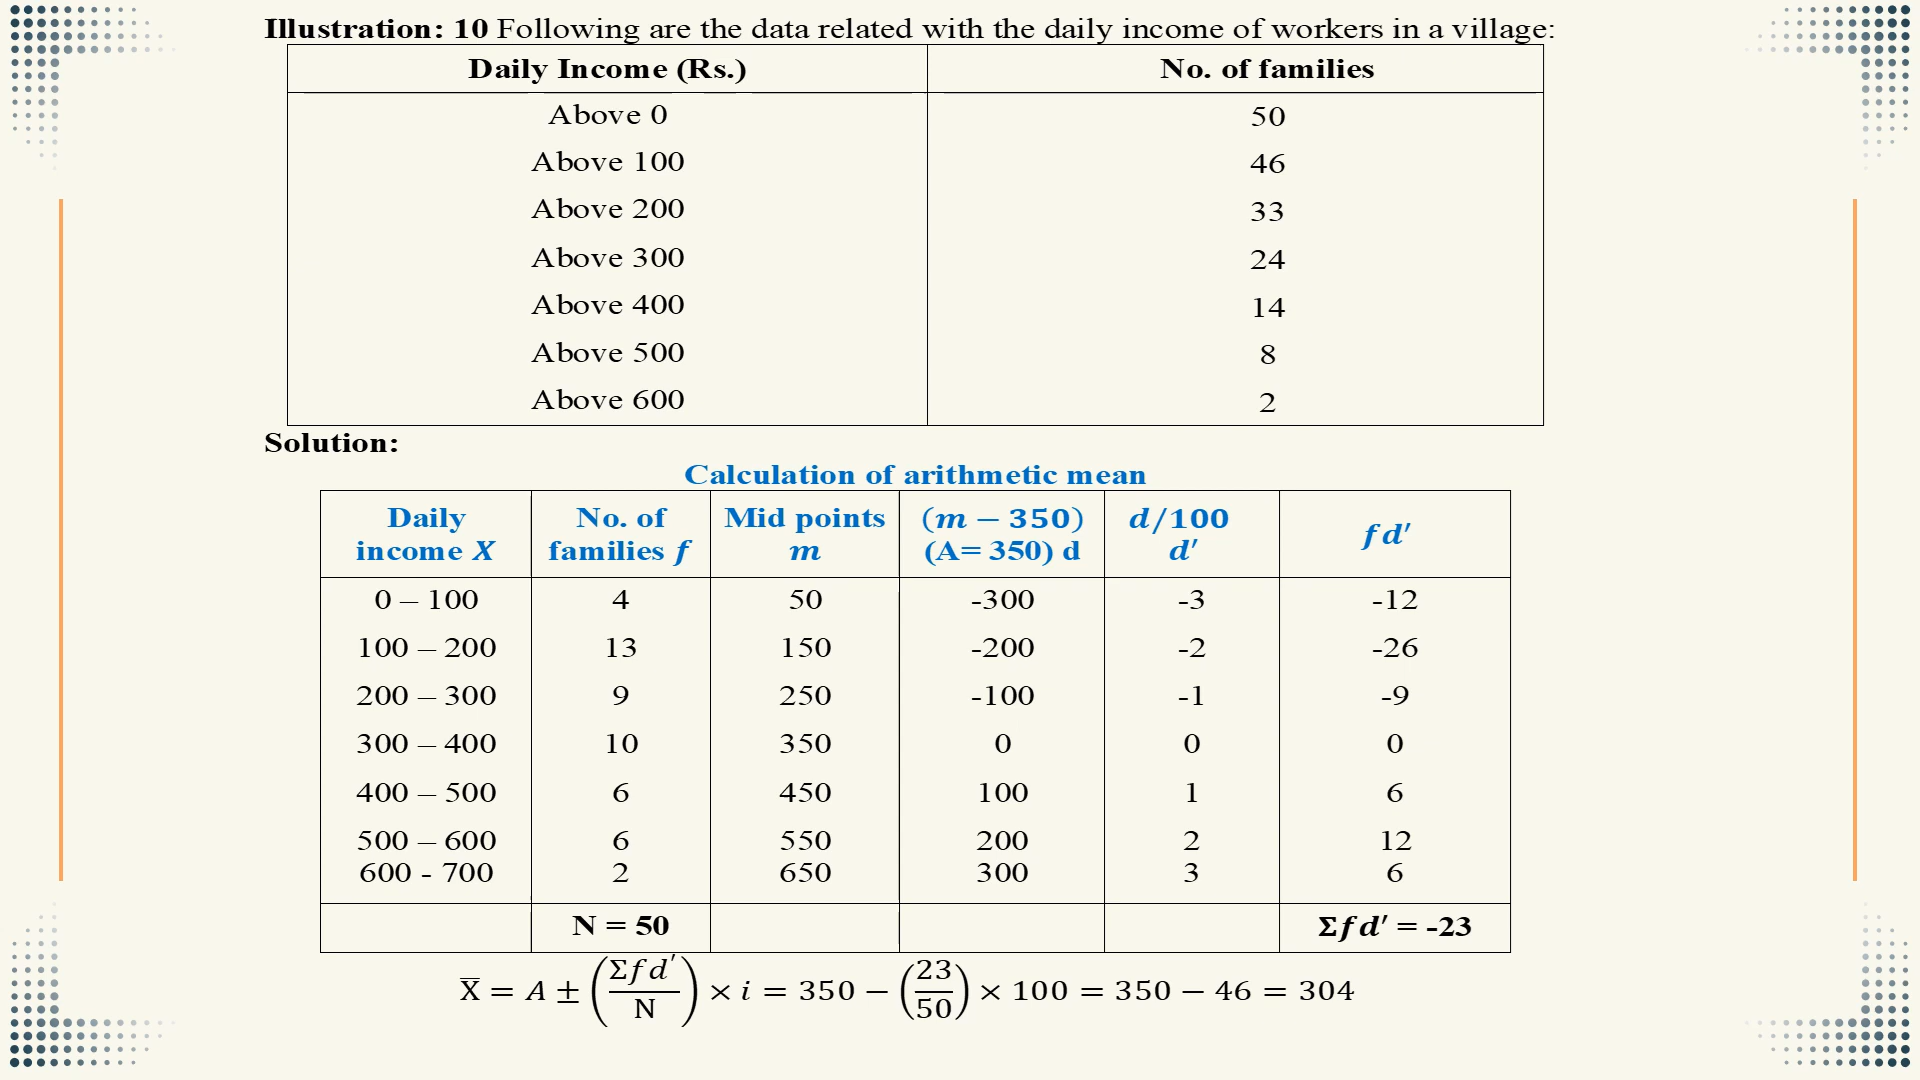 Illustration: 10 Following are the data related with the daily income of workers in a village:
Daily Income (Rs.) No. of families
Above 0 50
Above 100 46
Above 200 33
Above 300 24
Above 400 14
Above 500 8
Above 600 2
Solution:
Calculation of arithmetic mean
Daily income X No. of families f Mid points m (m − 350) (A= 350) d d/100 d′ fd′
0 – 100 4 50 -300 -3 -12
100 – 200 13 150 -200 -2 -26
200 – 300 9 250 -100 -1 -9
300 – 400 10 350 0 0 0
400 – 500 6 450 100 1 6
500 – 600 6 550 200 2 12
600 - 700 2 650 300 3 6
N = 50 Σfd′ = -23
X̅ = A ± (Σfd′/N) × i = 350 − (23/50) × 100 = 350 − 46 = 304